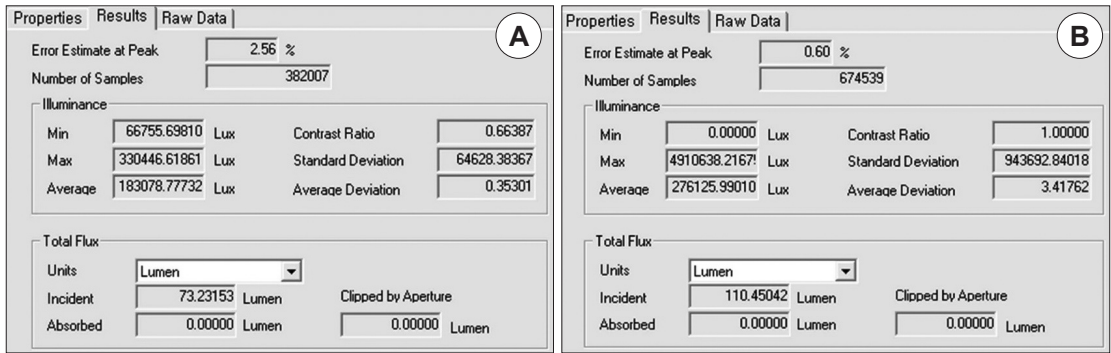 Properties Results Raw Data
A
Error Estimate at Peak 2.56 %
Number of Samples 382007
Illuminance
Min 66755.69810 Lux Contrast Ratio 0.66387
Max 330446.61861 Lux Standard Deviation 64628.38367
Average 183078.77732 Lux Average Deviation 0.35301
Total Flux
Units Lumen
Incident 73.23153 Lumen Clipped by Aperture
Absorbed 0.00000 Lumen 0.00000 Lumen
Properties Results Raw Data
B
Error Estimate at Peak 0.60 %
Number of Samples 674539
Illuminance
Min 0.00000 Lux Contrast Ratio 1.00000
Max 4910638.2167 Lux Standard Deviation 943692.84018
Average 276125.99010 Lux Average Deviation 3.41762
Total Flux
Units Lumen
Incident 110.45042 Lumen Clipped by Aperture
Absorbed 0.00000 Lumen 0.00000 Lumen